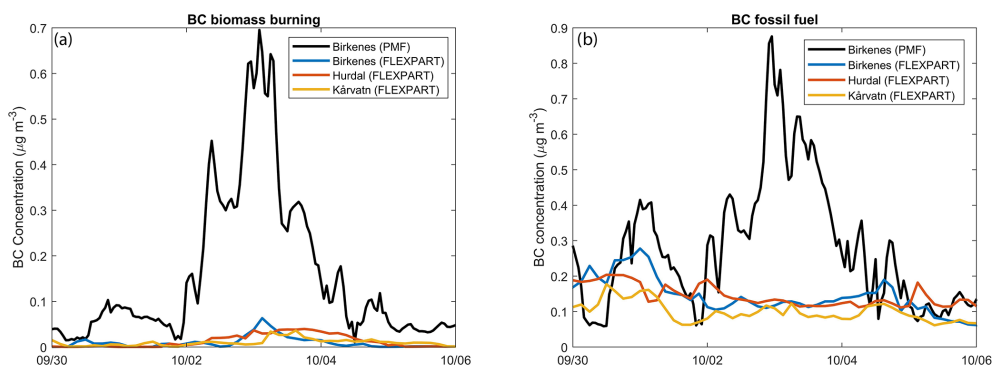 BC biomass burning
(a)
Birkenes (PMF)
Birkenes (FLEXPART)
Hurdal (FLEXPART)
Kårvatn (FLEXPART)
BC Concentration (μg m-3)
0.7
0.6
0.5
0.4
0.3
0.2
0.1
0
09/30
10/02
10/04
10/06
BC fossil fuel
(b)
Birkenes (PMF)
Birkenes (FLEXPART)
Hurdal (FLEXPART)
Kårvatn (FLEXPART)
BC concentration (μg m-3)
0.9
0.8
0.7
0.6
0.5
0.4
0.3
0.2
0.1
0
09/30
10/02
10/04
10/06